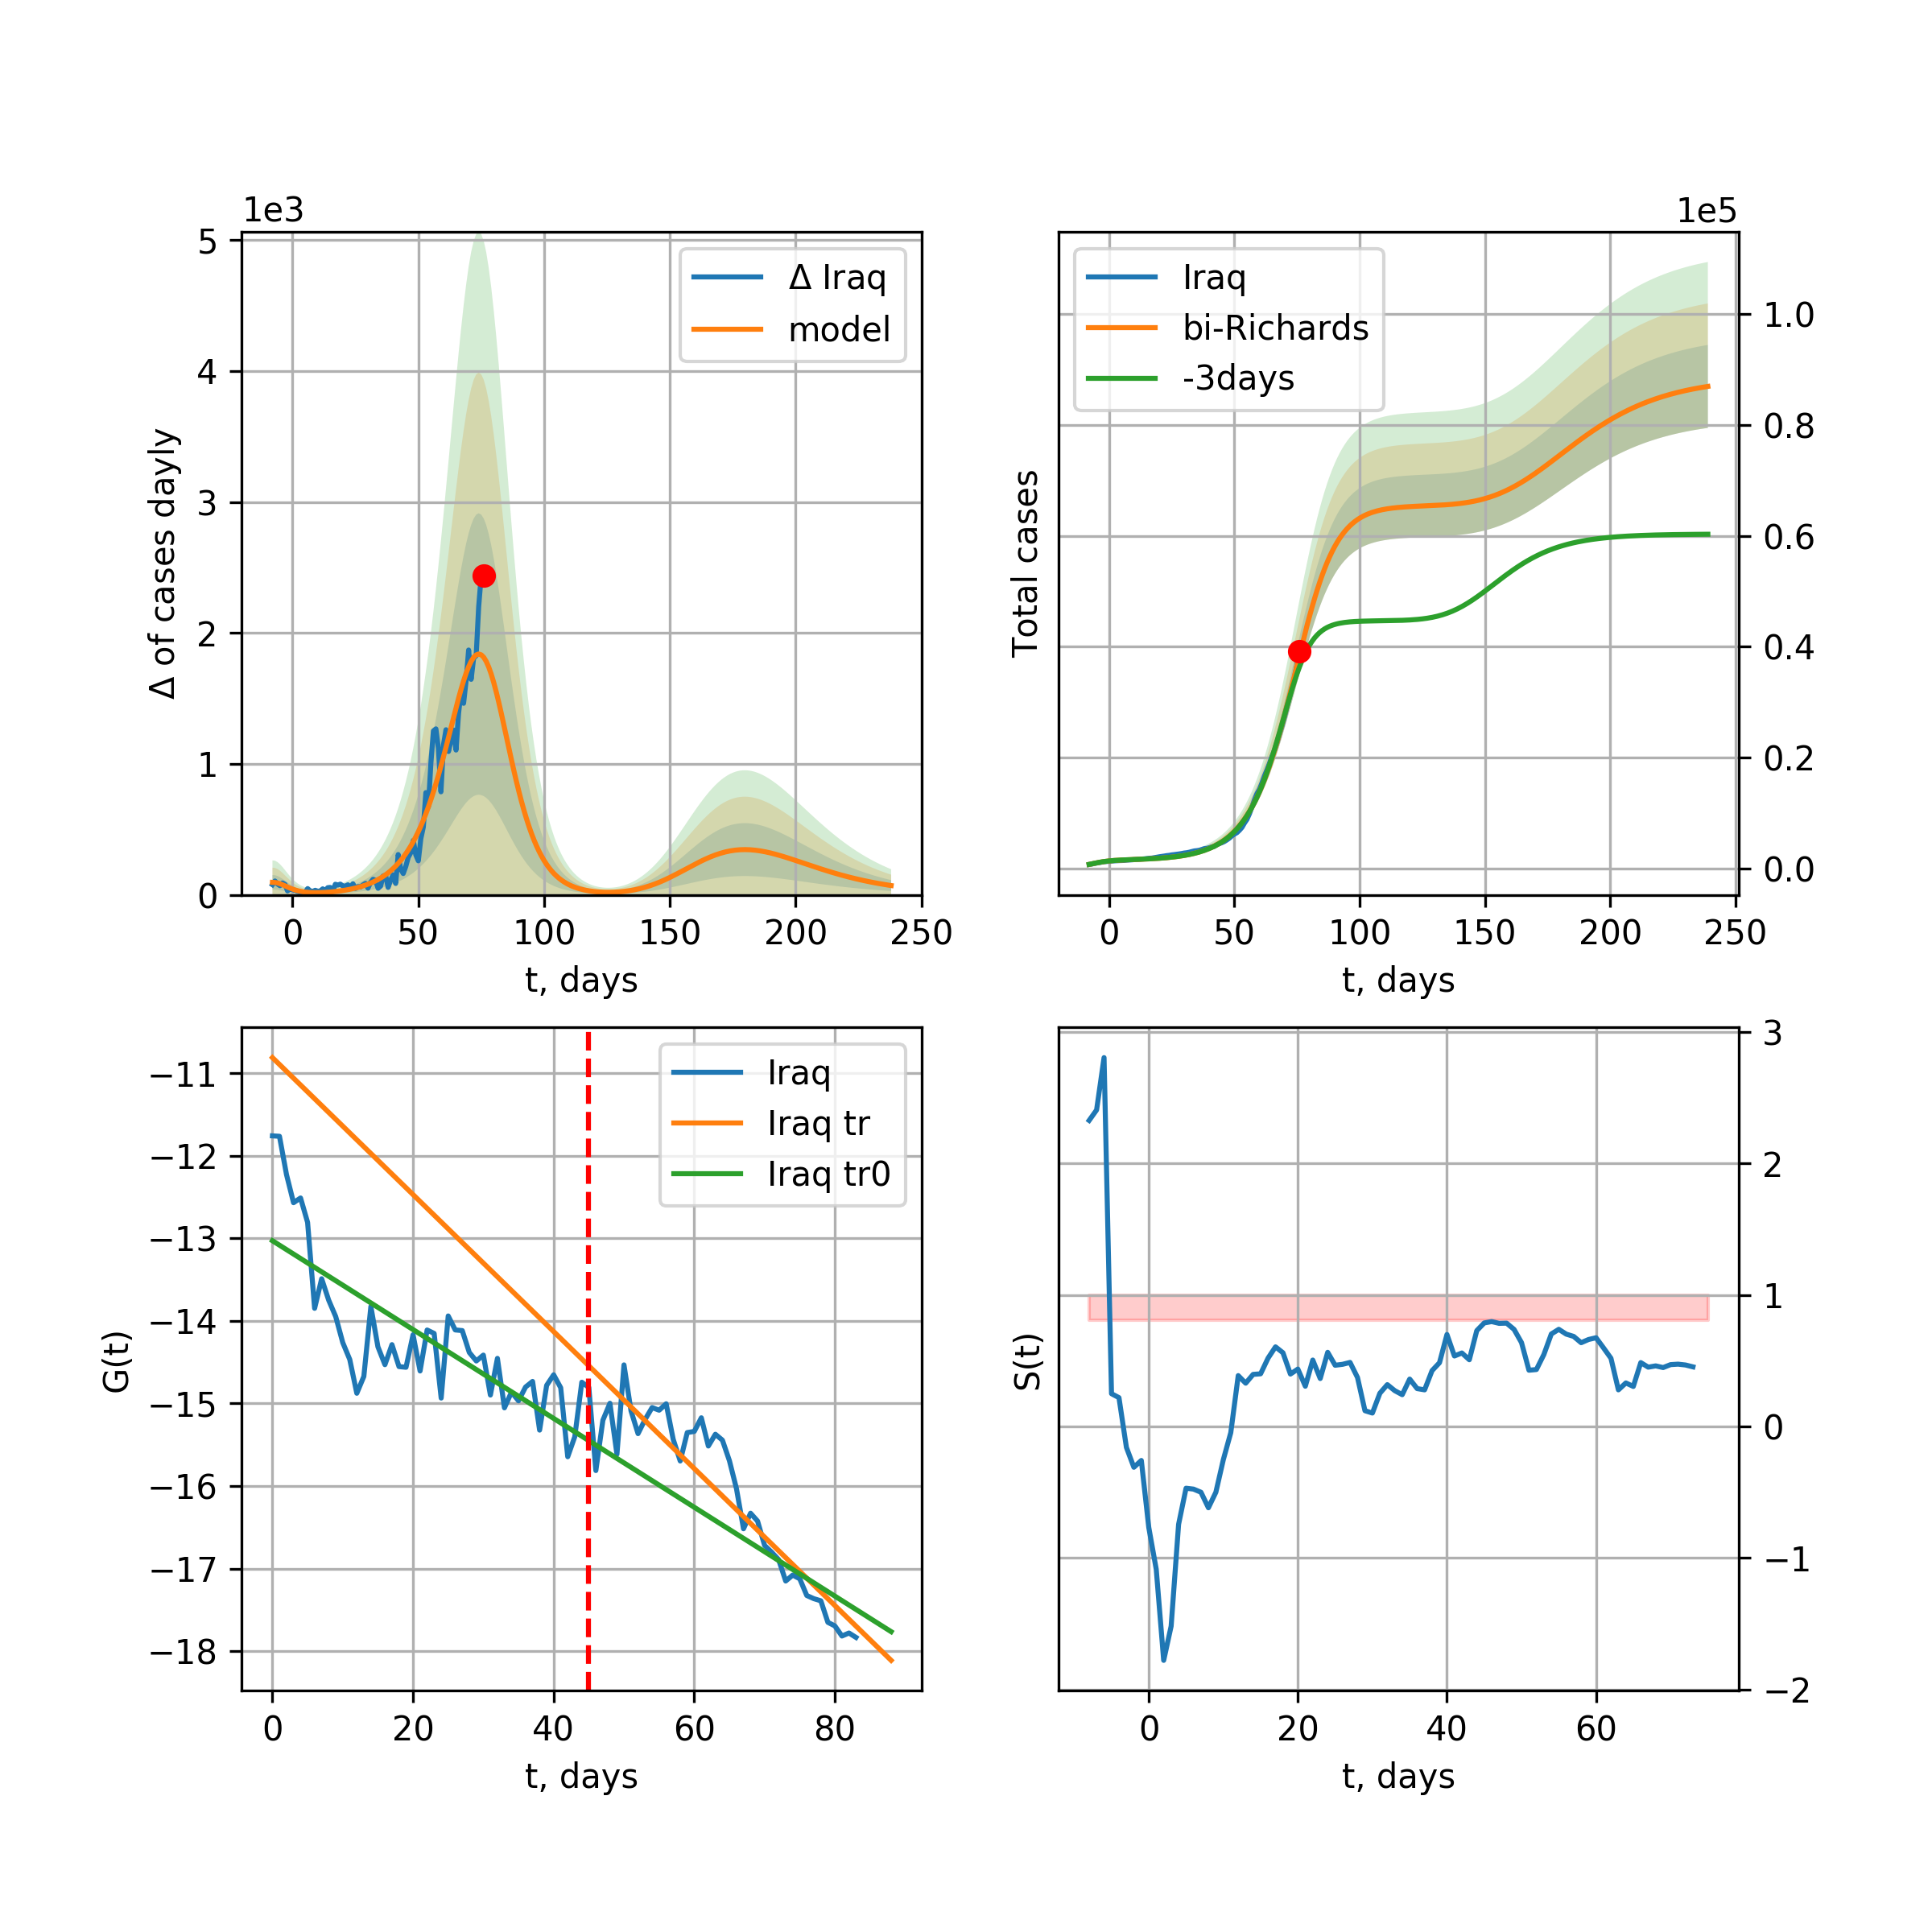 1e3
5
4
3
2
1
0
Δ of cases dayly
Δ Iraq
model
0 50 100 150 200 250
t, days
1e5
Iraq
bi-Richards
-3days
Total cases
1.0
0.8
0.6
0.4
0.2
0.0
0 50 100 150 200 250
t, days
−11
−12
−13
−14
−15
−16
−17
−18
G(t)
Iraq
Iraq tr
Iraq tr0
0 20 40 60 80
t, days
3
2
1
0
−1
−2
S(t)
0 20 40 60
t, days